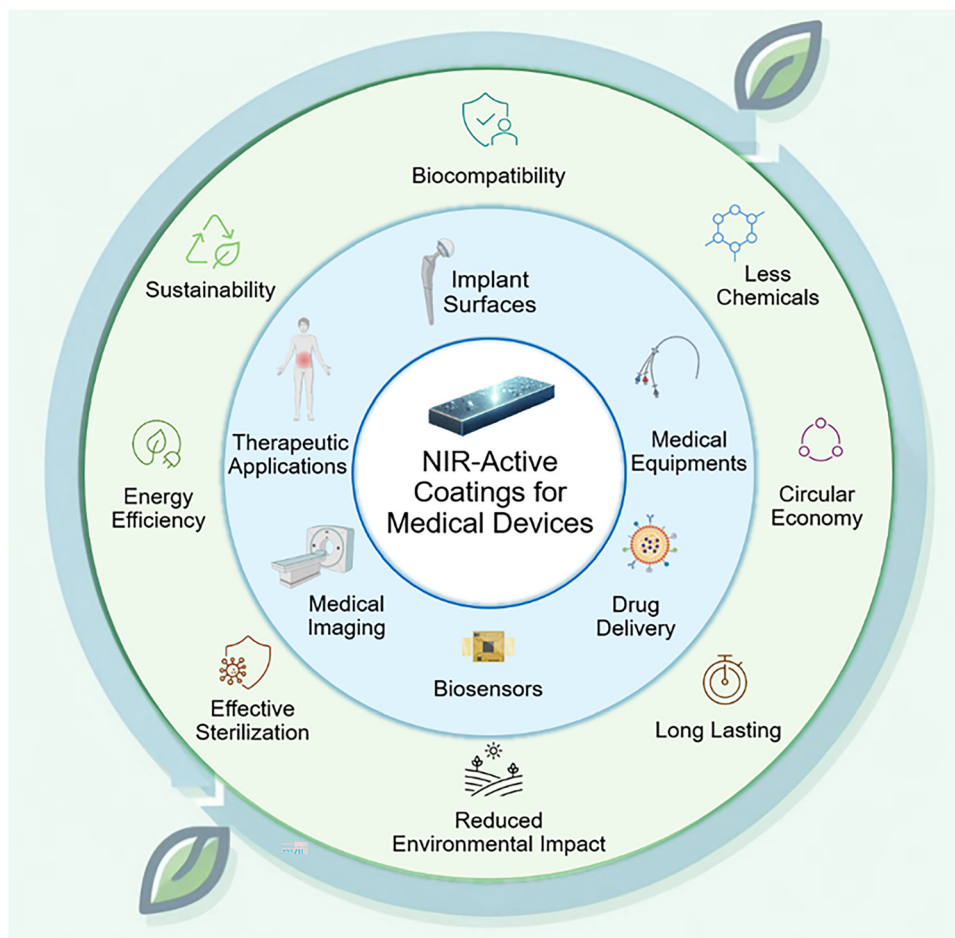 Biocompatibility
Less
Chemicals
Sustainability
Implant
Surfaces
Therapeutic
Applications
Medical
Equipments
NIR-Active
Coatings for
Medical Devices
Energy
Efficiency
Circular
Economy
Medical
Imaging
Drug
Delivery
Biosensors
Effective
Sterilization
Long Lasting
Reduced
Environmental Impact